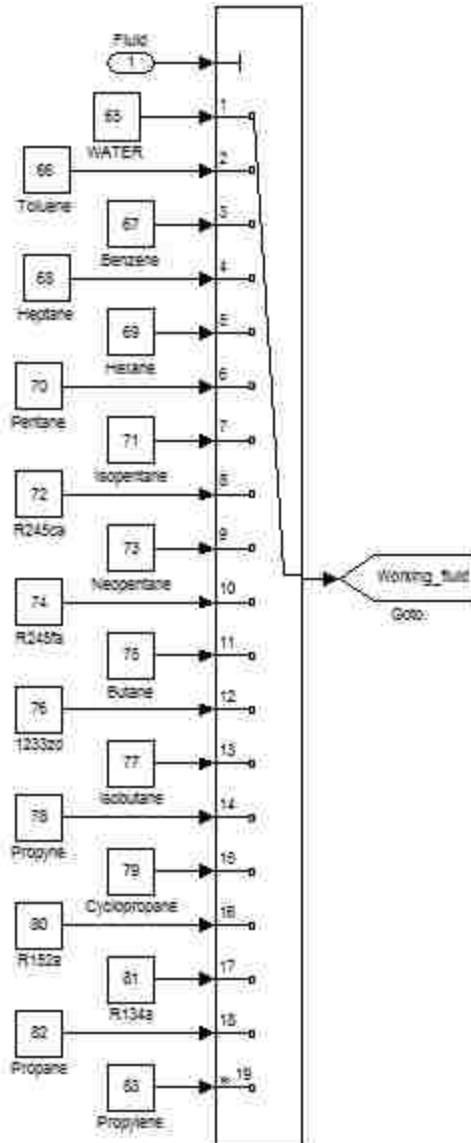 Fluid
1
65
1
WATER
66
2
Toluene
67
3
Benzene
68
4
Heptane
69
5
Hexane
70
6
Pentane
71
7
Isopentane
72
8
R245ca
73
9
Neopentane
74
10
R245fa
75
11
Butane
76
12
1233zd
77
13
Isobutane
78
14
Propyne
79
15
Cyclopropane
80
16
R152a
81
17
R134a
82
18
Propane
83
* 19
Propylene
Working_fluid
Goto